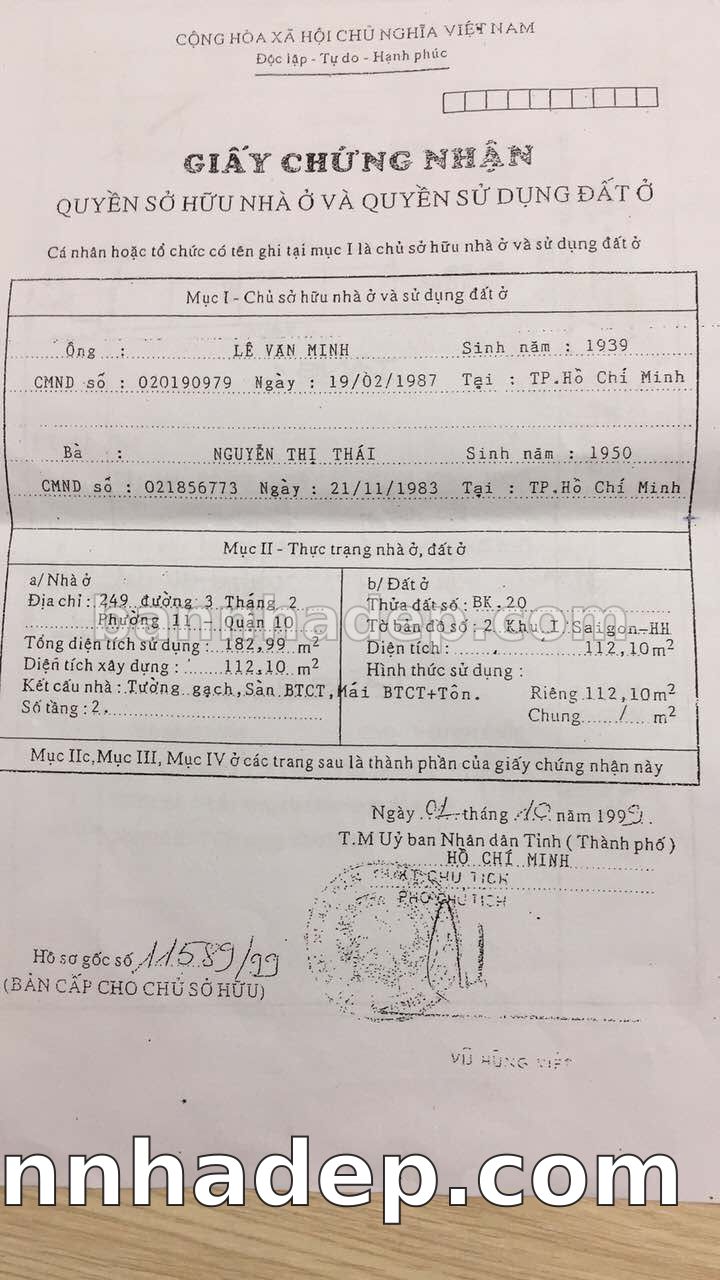 CỘNG HÒA XÃ HỘI CHỦ NGHĨA VIỆT NAM
Độc lập - Tự do - Hạnh phúc
GIẤY CHỨNG NHẬN
QUYỀN SỞ HỮU NHÀ Ở VÀ QUYỀN SỬ DỤNG ĐẤT Ở
Cá nhân hoặc tổ chức có tên ghi tại mục I là chủ sở hữu nhà ở và sử dụng đất ở
Mục I - Chủ sở hữu nhà ở và sử dụng đất ở
Ông : LÊ VĂN MINH Sinh năm : 1939
CMND số : 020190979 Ngày : 19/02/1987 Tại : TP.Hồ Chí Minh
Bà : NGUYỄN THỊ THÁI Sinh năm : 1950
CMND số : 021856773 Ngày : 21/11/1983 Tại : TP.Hồ Chí Minh
Mục II - Thực trạng nhà ở, đất ở
a/ Nhà ở
Địa chỉ : 249 đường 3 Tháng 2
Phường 11 - Quận 10
Tổng diện tích sử dụng : 182,99 m2
Diện tích xây dựng : 112,10 m2
Kết cấu nhà : Tường gạch, Sàn BTCT, Mái BTCT+Tôn.
Số tầng : 2.
b/ Đất ở
Thửa đất số : BK.20
Tờ bản đồ số : 2 Khu I Saigon-HH
Diện tích : 112,10m2
Hình thức sử dụng :
Riêng 112,10m2
Chung / m2
bannhadep.com
Mục IIc, Mục III, Mục IV ở các trang sau là thành phần của giấy chứng nhận này
Ngày 01 tháng 10 năm 1999.
T.M Uỷ ban Nhân dân Tỉnh ( Thành phố )
HỒ CHÍ MINH
CHỦ TỊCH
PHÓ CHỦ TỊCH
Hồ sơ gốc số 11589/99
(BẢN CẤP CHO CHỦ SỞ HỮU)
VŨ HÙNG VIỆT
nnhadep.com